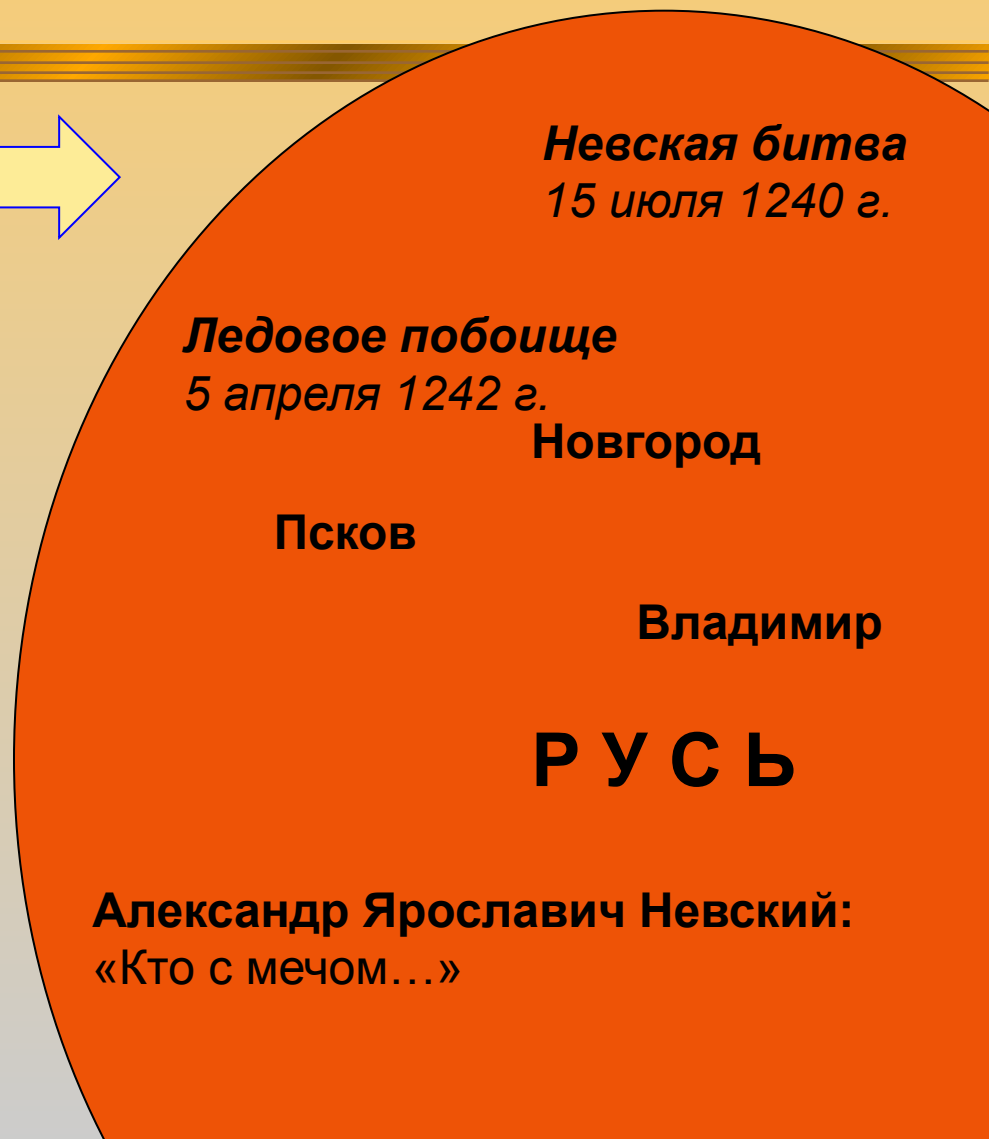 Невская битва
15 июля 1240 г.
Ледовое побоище
5 апреля 1242 г.
Новгород
Псков
Владимир
Р У С Ь
Александр Ярославич Невский:
«Кто с мечом…»